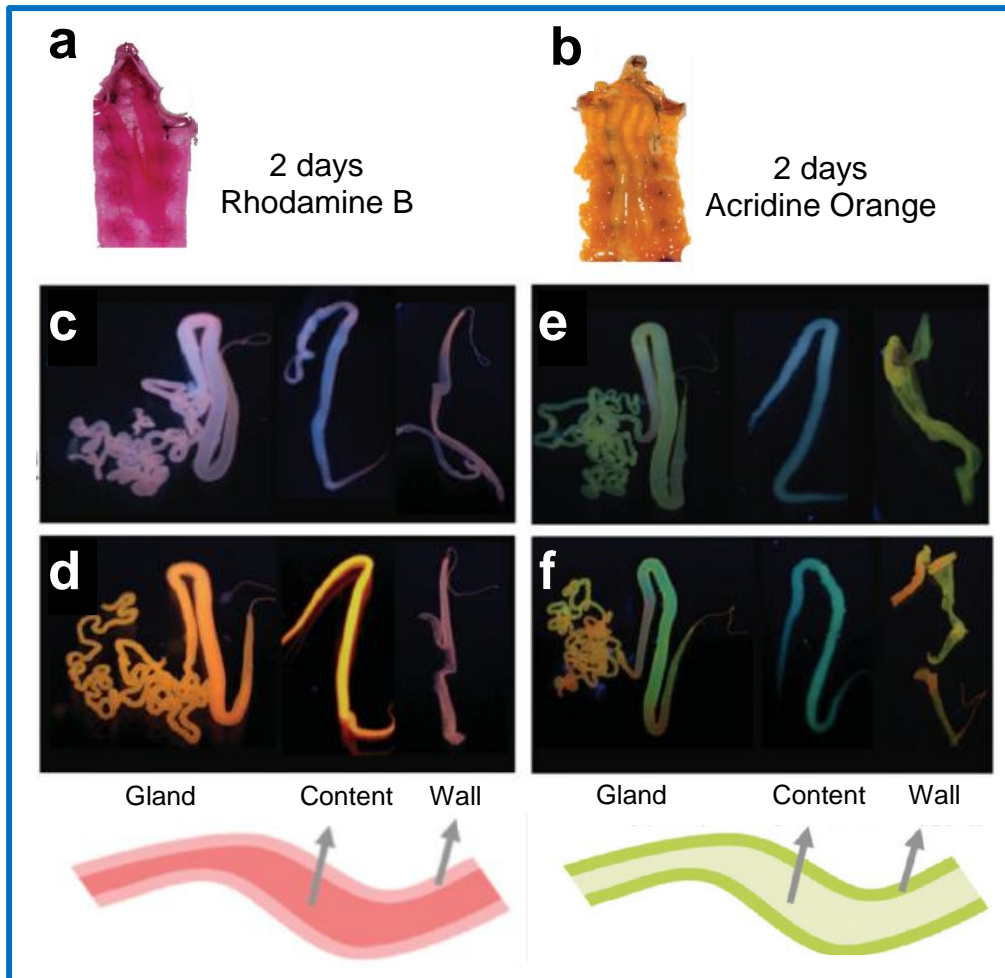 a
b
2 days
Rhodamine B
2 days
Acridine Orange
c
e
d
f
Gland
Content
Wall
Gland
Content
Wall